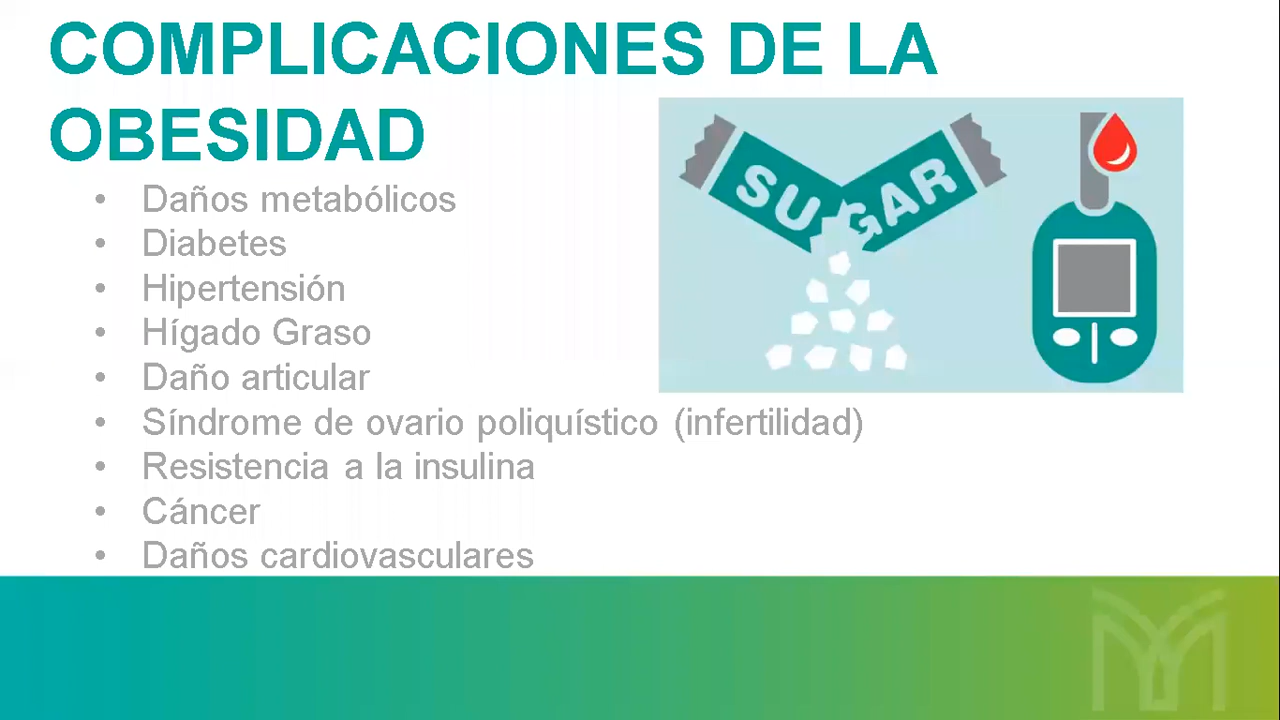 COMPLICACIONES DE LA
OBESIDAD
SUGAR
• Daños metabólicos
• Diabetes
• Hipertensión
• Hígado Graso
• Daño articular
• Síndrome de ovario poliquístico (infertilidad)
• Resistencia a la insulina
• Cáncer
• Daños cardiovasculares